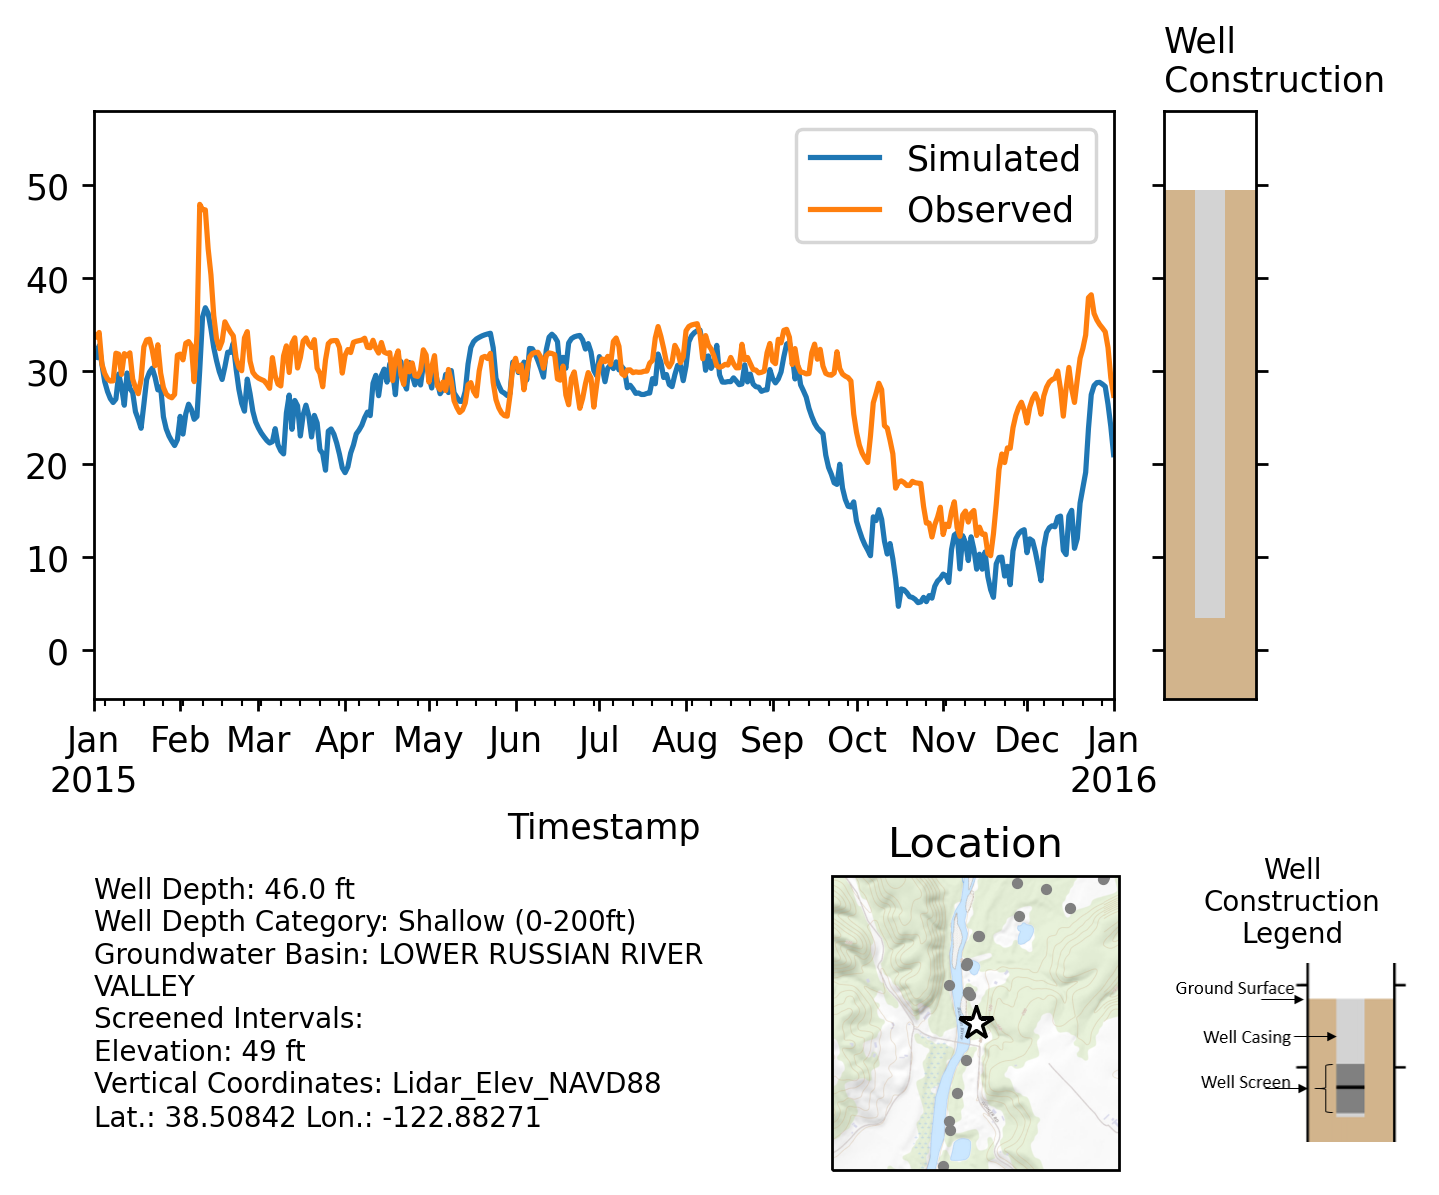 Well
Construction
Simulated
Observed
50
40
30
20
10
0
Jan Feb Mar Apr May Jun Jul Aug Sep Oct Nov Dec Jan
2015 2016
Timestamp
Well Depth: 46.0 ft
Well Depth Category: Shallow (0-200ft)
Groundwater Basin: LOWER RUSSIAN RIVER
VALLEY
Screened Intervals:
Elevation: 49 ft
Vertical Coordinates: Lidar_Elev_NAVD88
Lat.: 38.50842 Lon.: -122.88271
Location
Well
Construction
Legend
Ground Surface
Well Casing
Well Screen